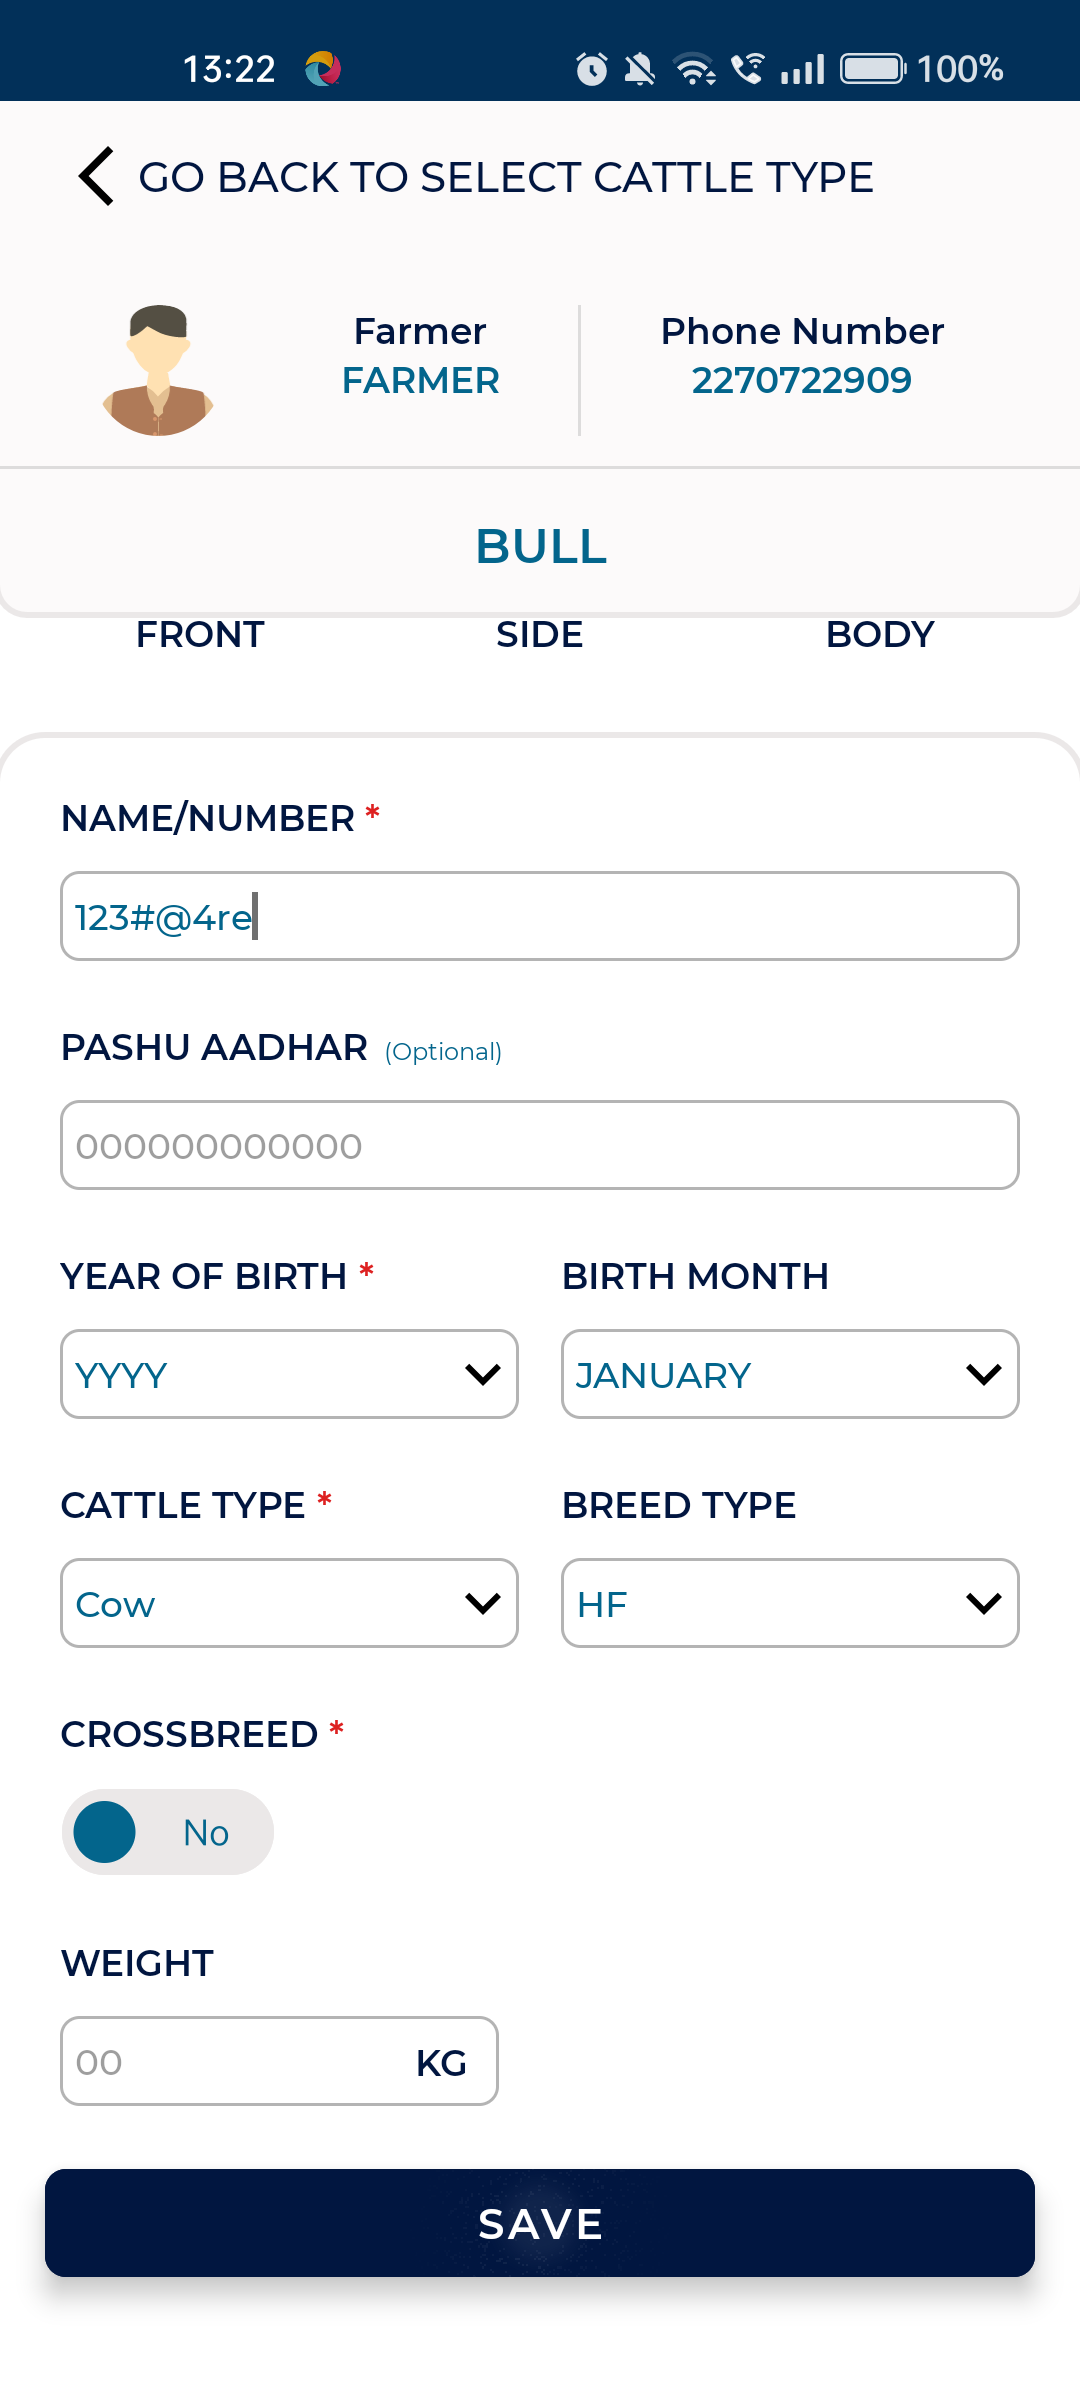 13:22 100%
GO BACK TO SELECT CATTLE TYPE
Farmer Phone Number
FARMER 2270722909
BULL
FRONT SIDE BODY
NAME/NUMBER *
123#@4re
PASHU AADHAR (Optional)
000000000000
YEAR OF BIRTH * BIRTH MONTH
YYYY JANUARY
CATTLE TYPE * BREED TYPE
Cow HF
CROSSBREED *
No
WEIGHT
00 KG
SAVE